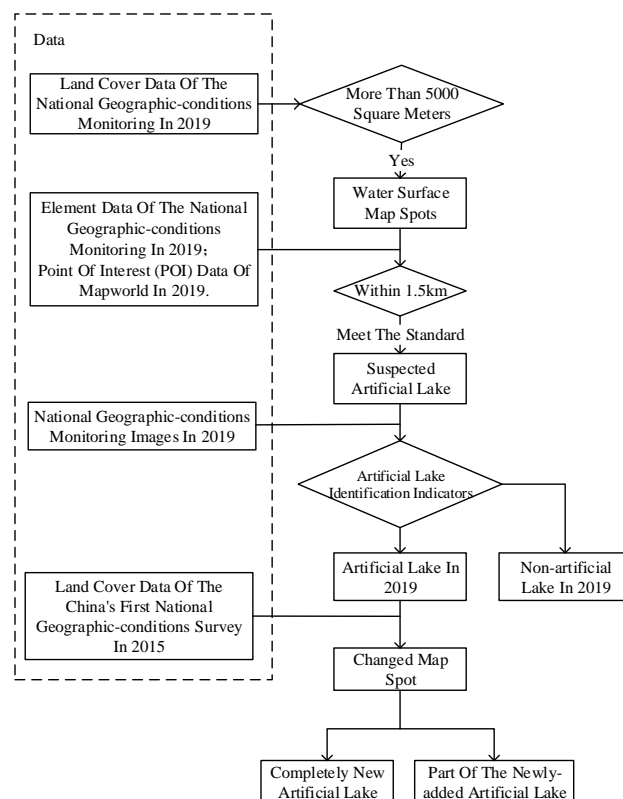 Data
Land Cover Data Of The
National Geographic-conditions
Monitoring In 2019
More Than 5000
Square Meters
Yes
Water Surface
Map Spots
Element Data Of The National
Geographic-conditions
Monitoring In 2019；
Point Of Interest (POI) Data Of
Mapworld In 2019.
Within 1.5km
Meet The Standard
Suspected
Artificial Lake
National Geographic-conditions
Monitoring Images In 2019
Artificial Lake
Identification Indicators
Artificial Lake In
2019
Non-artificial
Lake In 2019
Land Cover Data Of The
China's First National
Geographic-conditions Survey
In 2015
Changed Map
Spot
Completely New
Artificial Lake
Part Of The Newly-
added Artificial Lake